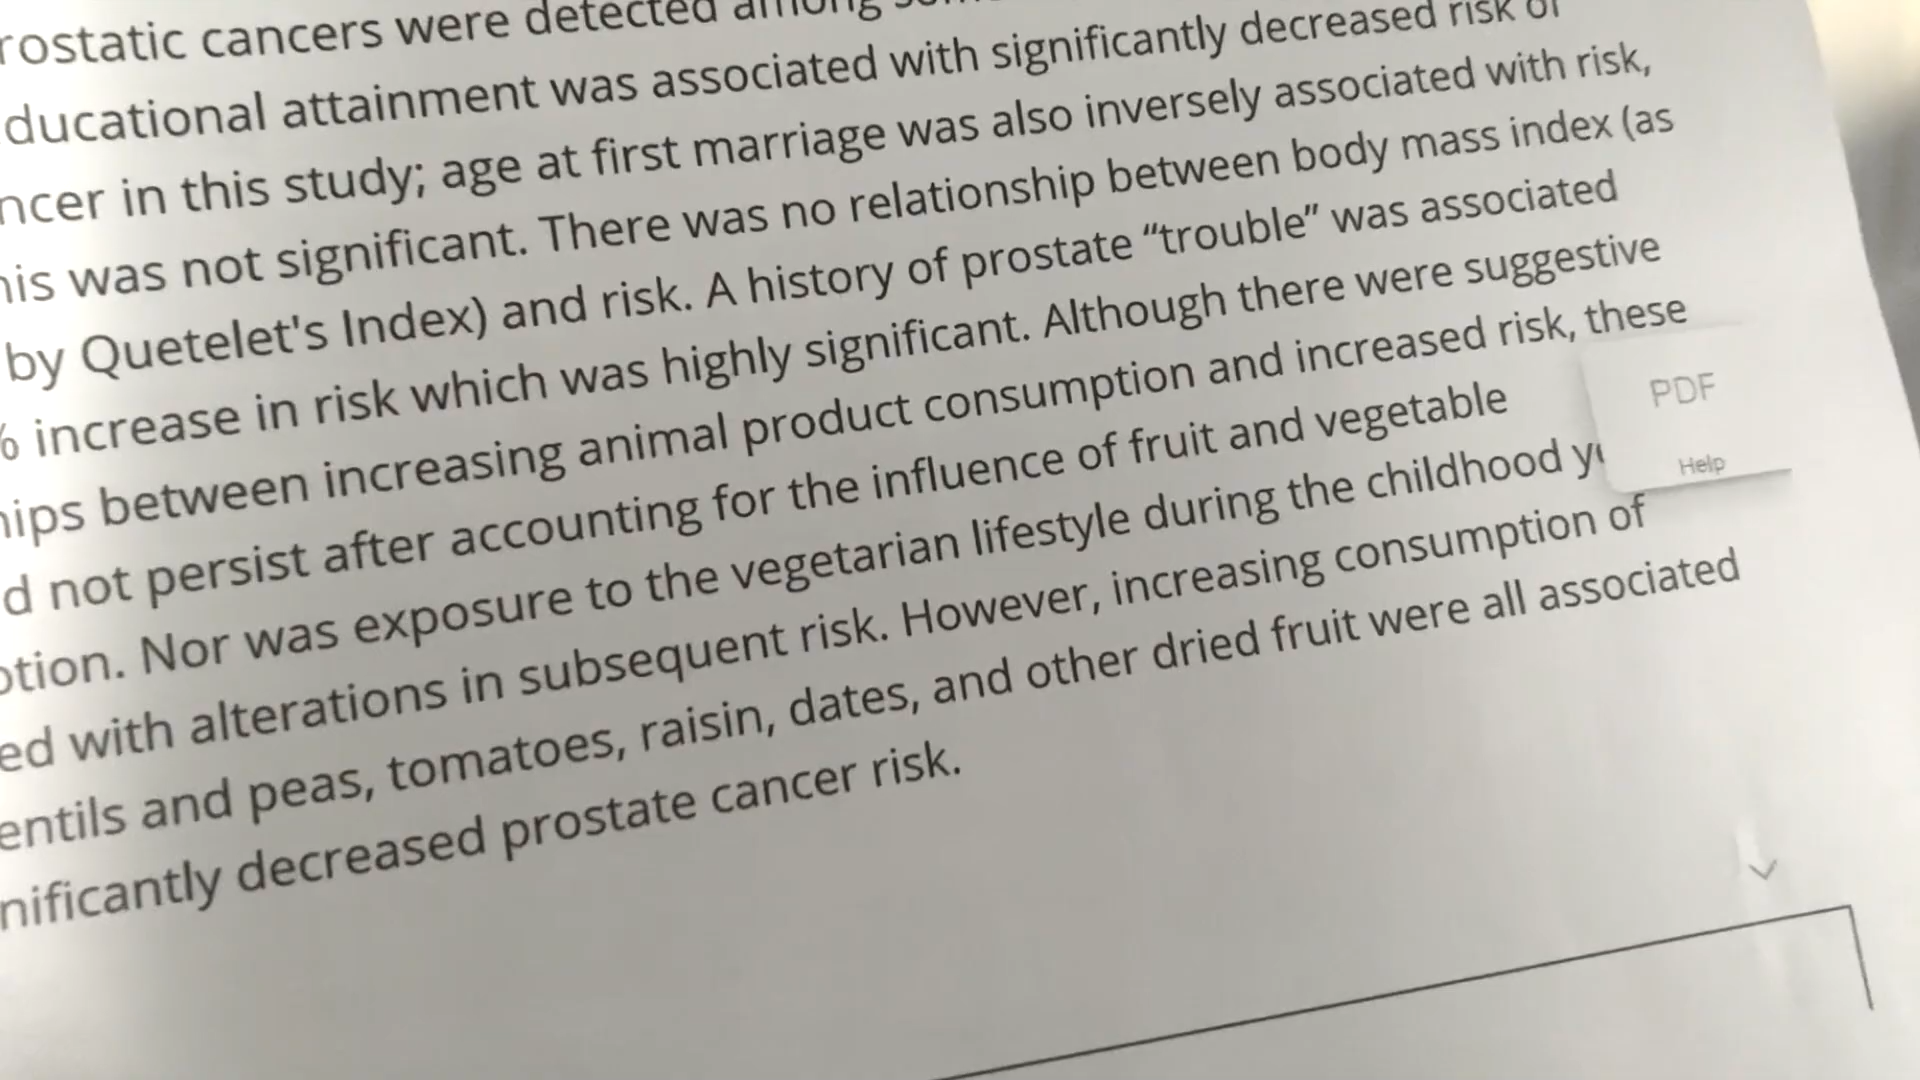 rostatic cancers were detected among
ducational attainment was associated with significantly decreased risk of
ncer in this study; age at first marriage was also inversely associated with risk,
his was not significant. There was no relationship between body mass index (as
by Quetelet's Index) and risk. A history of prostate “trouble” was associated
% increase in risk which was highly significant. Although there were suggestive
hips between increasing animal product consumption and increased risk, these
d not persist after accounting for the influence of fruit and vegetable
ption. Nor was exposure to the vegetarian lifestyle during the childhood y
ed with alterations in subsequent risk. However, increasing consumption of
entils and peas, tomatoes, raisin, dates, and other dried fruit were all associated
nificantly decreased prostate cancer risk.
PDF
Help